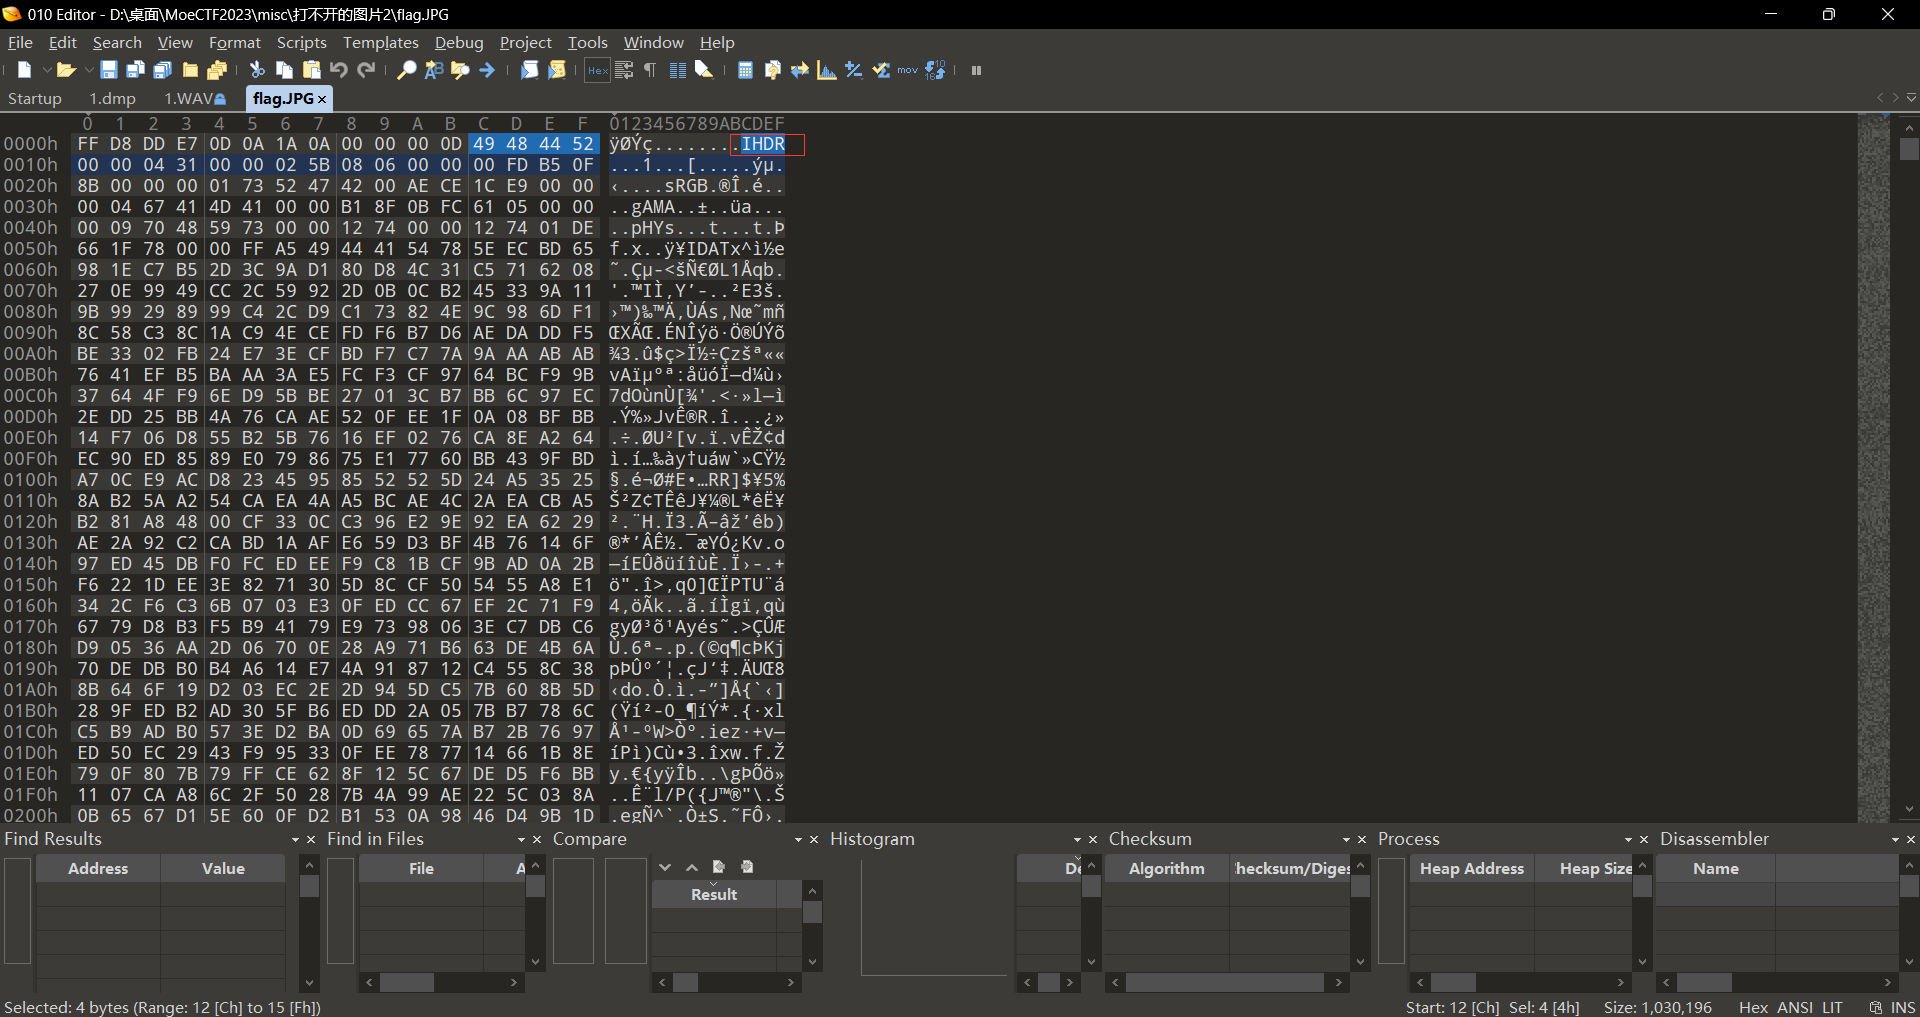 010 Editor - D:\桌面\MoeCTF2023\misc\打不开的图片2\flag.JPG
File Edit Search View Format Scripts Templates Debug Project Tools Window Help
Startup 1.dmp 1.WAV flag.JPG
0 1 2 3 4 5 6 7 8 9 A B C D E F 0123456789ABCDEF
0000h FF D8 DD E7 0D 0A 1A 0A 00 00 00 0D 49 48 44 52 ÿØÝç........IHDR
0010h 00 00 04 31 00 00 02 5B 08 06 00 00 00 FD B5 0F ...1...[.....ýµ.
0020h 8B 00 00 00 01 73 52 47 42 00 AE CE 1C E9 00 00 ‹....sRGB.®Î.é..
0030h 00 04 67 41 4D 41 00 00 B1 8F 0B FC 61 05 00 00 ..gAMA..±..üa...
0040h 00 09 70 48 59 73 00 00 12 74 00 00 12 74 01 DE ..pHYs...t...t.Þ
0050h 66 1F 78 00 00 FF A5 49 44 41 54 78 5E EC BD 65 f.x..ÿ¥IDATx^ì½e
0060h 98 1E C7 B5 2D 3C 9A D1 80 D8 4C 31 C5 71 62 08 ˜.Çµ-<šÑ€ØL1Åqb.
0070h 27 0E 99 49 CC 2C 59 92 2D 0B 0C B2 45 33 9A 11 '.™IÌ,Y’-..²E3š.
0080h 9B 99 29 89 99 C4 2C D9 C1 73 82 4E 9C 98 6D F1 ›™)‰™Ä,ÙÁs‚Nœ˜mñ
0090h 8C 58 C3 8C 1A C9 4E CE FD F6 B7 D6 AE DA DD F5 ŒXÃŒ.ÉNÎýö·Ö®ÚÝõ
00A0h BE 33 02 FB 24 E7 3E CF BD F7 C7 7A 9A AA AB AB ¾3.û$ç>Ï½÷Çzšª««
00B0h 76 41 EF B5 BA AA 3A E5 FC F3 CF 97 64 BC F9 9B vAïµºª:åüóÏ—d¼ù›
00C0h 37 64 4F F9 6E D9 5B BE 27 01 3C B7 BB 6C 97 EC 7dOùnÙ[¾'.<·»l—ì
00D0h 2E DD 25 BB 4A 76 CA AE 52 0F EE 1F 0A 08 BF BB .Ý%»JvÊ®R.î...¿»
00E0h 14 F7 06 D8 55 B2 5B 76 16 EF 02 76 CA 8E A2 64 .÷.ØU²[v.ï.vÊŽ¢d
00F0h EC 90 ED 85 89 E0 79 86 75 E1 77 60 BB 43 9F BD ì.í…‰ày†uáw`»CŸ½
0100h A7 0C E9 AC D8 23 45 95 85 52 52 5D 24 A5 35 25 §.é¬Ø#E•…RR]$¥5%
0110h 8A B2 5A A2 54 CA EA 4A A5 BC AE 4C 2A EA CB A5 Š²Z¢TÊêJ¥¼®L*êË¥
0120h B2 81 A8 48 00 CF 33 0C C3 96 E2 9E 92 EA 62 29 ².¨H.Ï3.Ã–âž’êb)
0130h AE 2A 92 C2 CA BD 1A AF E6 59 D3 BF 4B 76 14 6F ®*’ÂÊ½.¯æYÓ¿Kv.o
0140h 97 ED 45 DB F0 FC ED EE F9 C8 1B CF 9B AD 0A 2B —íEÛðüíîùÈ.Ï›-.+
0150h F6 22 1D EE 3E 82 71 30 5D 8C CF 50 54 55 A8 E1 ö".î>‚q0]ŒÏPTU¨á
0160h 34 2C F6 C3 6B 07 03 E3 0F ED CC 67 EF 2C 71 F9 4,öÃk..ã.íÌgï,qù
0170h 67 79 D8 B3 F5 B9 41 79 E9 73 98 06 3E C7 DB C6 gyØ³õ¹Ayés˜.>ÇÛÆ
0180h D9 05 36 AA 2D 06 70 0E 28 A9 71 B6 63 DE 4B 6A Ù.6ª-.p.(©q¶cÞKj
0190h 70 DE DB B0 B4 A6 14 E7 4A 91 87 12 C4 55 8C 38 pÞÛ°´¦.çJ‘‡.ÄUŒ8
01A0h 8B 64 6F 19 D2 03 EC 2E 2D 94 5D C5 7B 60 8B 5D ‹do.Ò.ì.-”]Å{`‹]
01B0h 28 9F ED B2 AD 30 5F B6 ED DD 2A 05 7B B7 78 6C (Ÿí²-0_¶íÝ*.{·xl
01C0h C5 B9 AD B0 57 3E D2 BA 0D 69 65 7A B7 2B 76 97 Å¹-°W>Òº.iez·+v—
01D0h ED 50 EC 29 43 F9 95 33 0F EE 78 77 14 66 1B 8E íPì)Cù•3.îxw.f.Ž
01E0h 79 0F 80 7B 79 FF CE 62 8F 12 5C 67 DE D5 F6 BB y.€{yÿÎb..\gÞÕö»
01F0h 11 07 CA A8 6C 2F 50 28 7B 4A 99 AE 22 5C 03 8A ..Ê¨l/P({J™®"\.Š
0200h 0B 65 67 D1 5E 60 0F D2 B1 53 0A 98 46 D4 9B 1D .egÑ^`.Ò±S.˜FÔ›.
Find Results Find in Files Compare Histogram Checksum Process Disassembler
Address Value File A De Algorithm hecksum/Diges Heap Address Heap Size Name
Result
Selected: 4 bytes (Range: 12 [Ch] to 15 [Fh]) Start: 12 [Ch] Sel: 4 [4h] Size: 1,030,196 Hex ANSI LIT INS